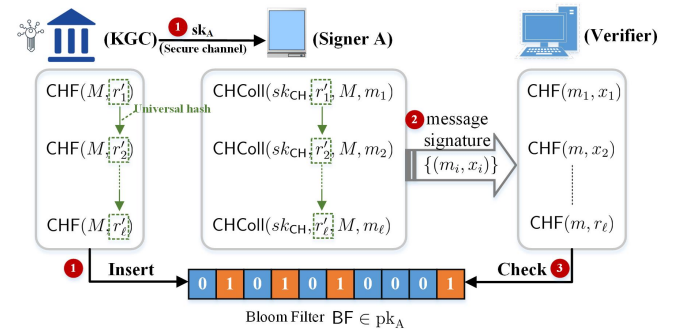 (KGC)
1 sk_A
(Secure channel)
(Signer A)
(Verifier)
CHF(M, r'_1)
Universal hash
CHF(M, r'_2)
CHF(M, r'_ℓ)
CHColl(sk_CH, r'_1, M, m_1)
CHColl(sk_CH, r'_2, M, m_2)
CHColl(sk_CH, r'_ℓ, M, m_ℓ)
2 message
signature
{(m_i, x_i)}
CHF(m_1, x_1)
CHF(m, x_2)
CHF(m, r_ℓ)
1 Insert
0 1 0 1 0 1 0 0 0 1
Check 3
Bloom Filter BF ∈ pk_A